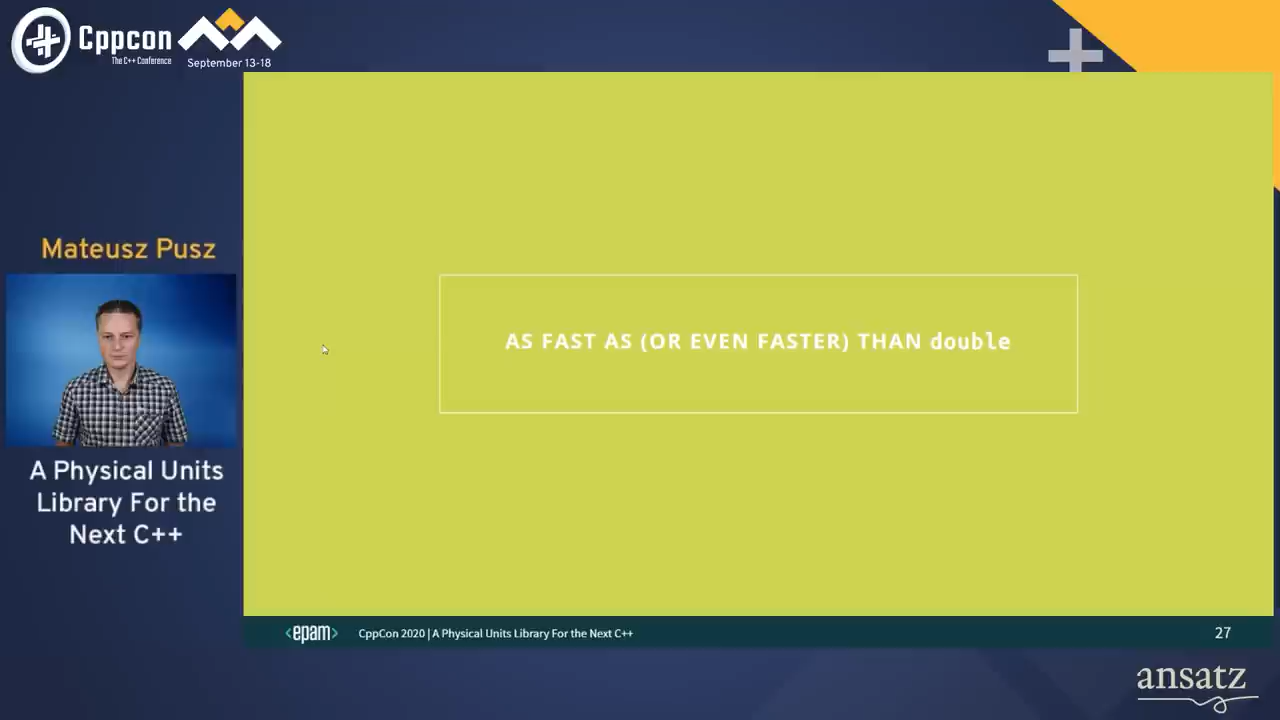 Cppcon
The C++ Conference
September 13-18
Mateusz Pusz
A Physical Units
Library For the
Next C++
AS FAST AS (OR EVEN FASTER) THAN double
<epam>
CppCon 2020 | A Physical Units Library For the Next C++
27
ansatz